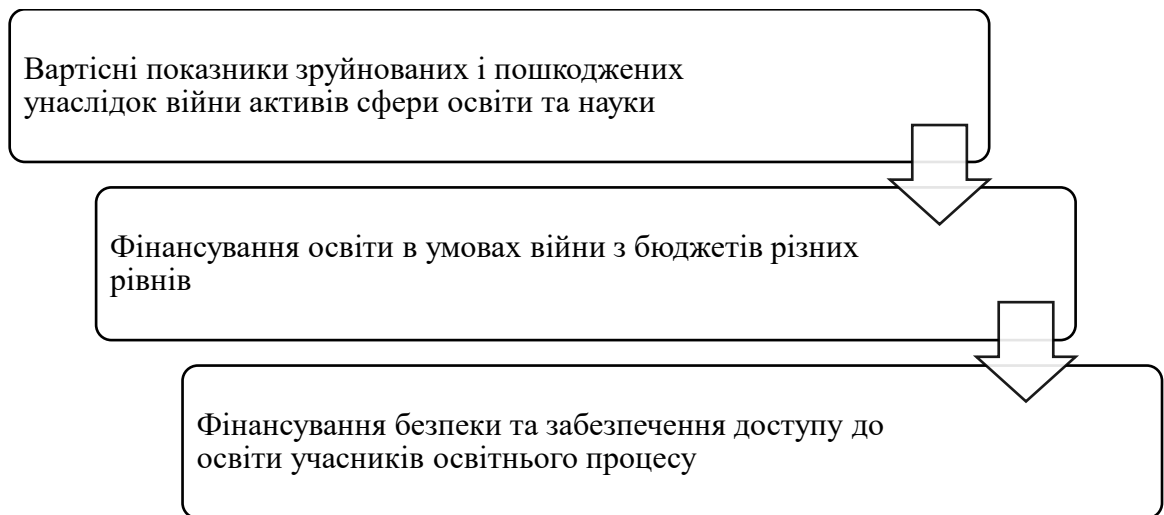 Вартісні показники зруйнованих і пошкоджених
унаслідок війни активів сфери освіти та науки
Фінансування освіти в умовах війни з бюджетів різних
рівнів
Фінансування безпеки та забезпечення доступу до
освіти учасників освітнього процесу